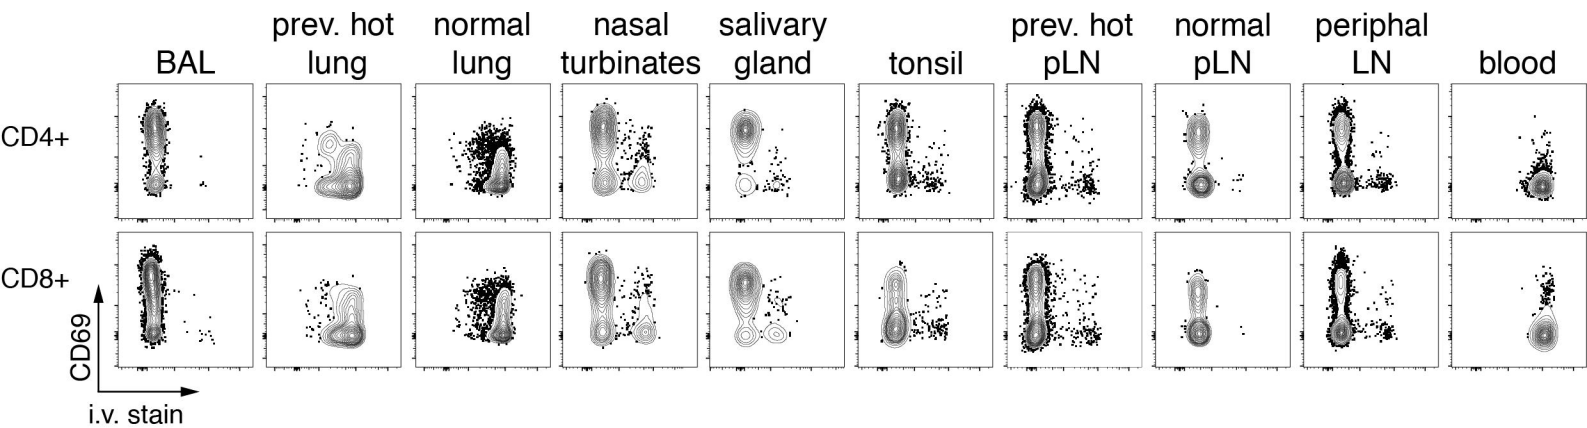 prev. hot normal nasal salivary prev. hot normal periphal
BAL lung lung turbinates gland tonsil pLN pLN LN blood
CD4+
CD8+
CD69
i.v. stain